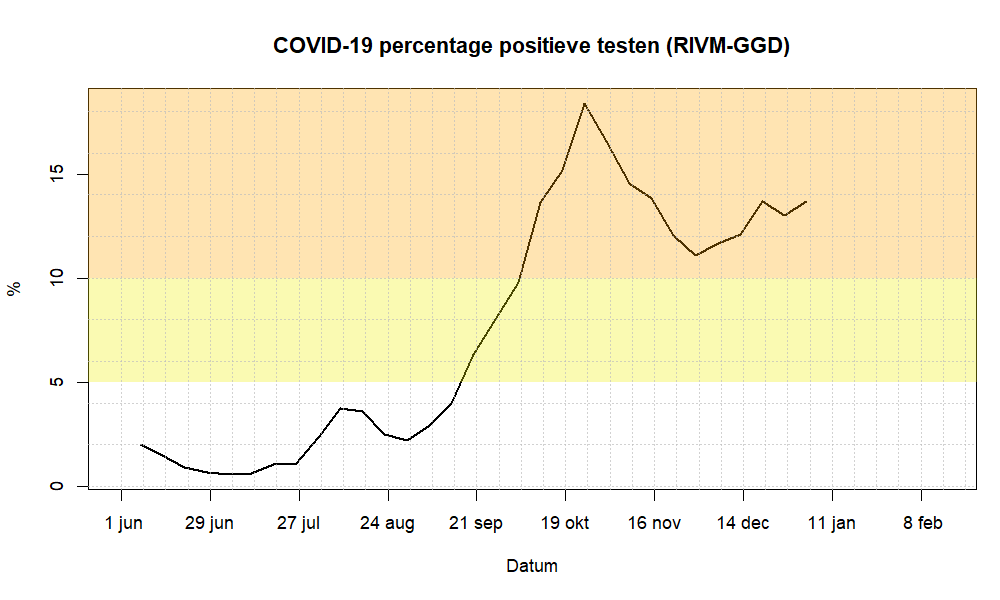 COVID-19 percentage positieve testen (RIVM-GGD)
%
15
10
5
0
1 jun 29 jun 27 jul 24 aug 21 sep 19 okt 16 nov 14 dec 11 jan 8 feb
Datum